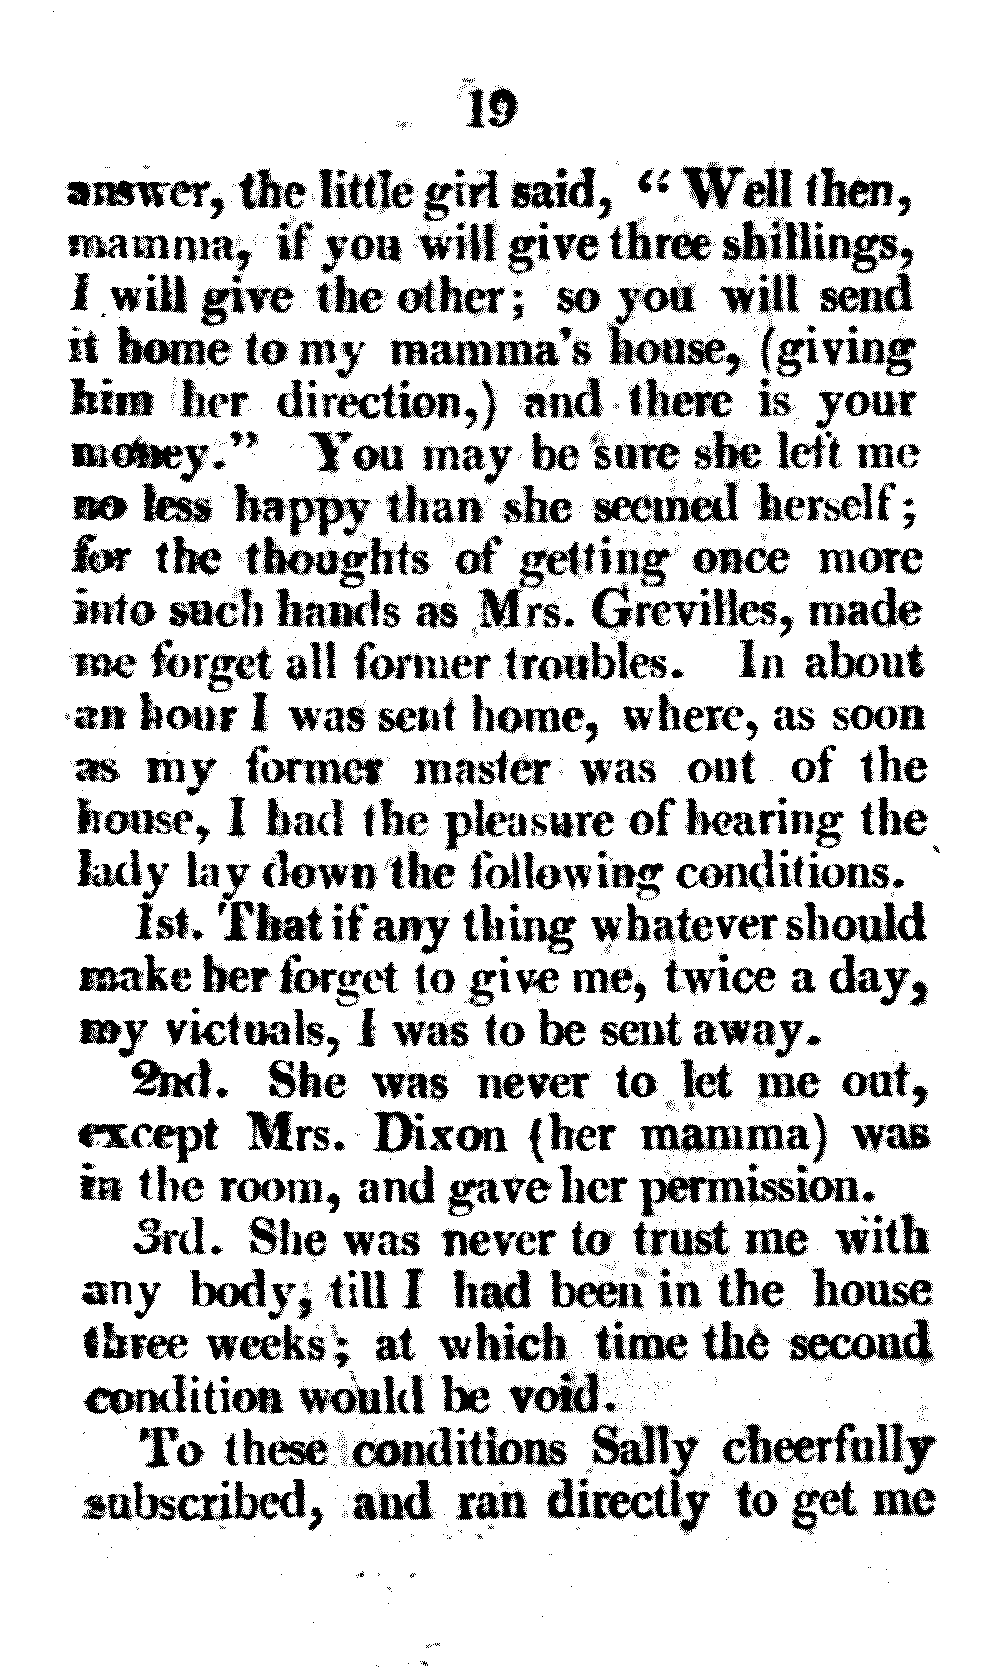 19
answer, the little girl said, “ Well then,
mamma, if you will give three shillings,
I will give the other; so you will send
it home to my mamma's house, (giving
him her direction,) and there is your
money.” You may be sure she left me
no less happy than she seemed herself;
for the thoughts of getting once more
into such hands as Mrs. Grevilles, made
me forget all former troubles. In about
an hour I was sent home, where, as soon
as my former master was out of the
house, I had the pleasure of hearing the
lady lay down the following conditions.
1st. That if any thing whatever should
make her forget to give me, twice a day,
my victuals, I was to be sent away.
2nd. She was never to let me out,
except Mrs. Dixon (her mamma) was
in the room, and gave her permission.
3rd. She was never to trust me with
any body, till I had been in the house
three weeks; at which time the second
condition would be void.
To these conditions Sally cheerfully
subscribed, and ran directly to get me